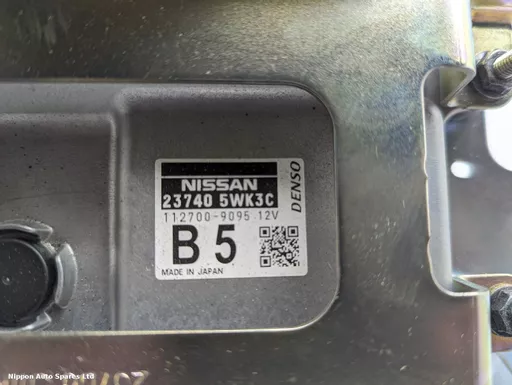 NISSAN
23740 5WK3C
112700-9095 12V
DENSO
B5
MADE IN JAPAN
Nippon Auto Spares Ltd